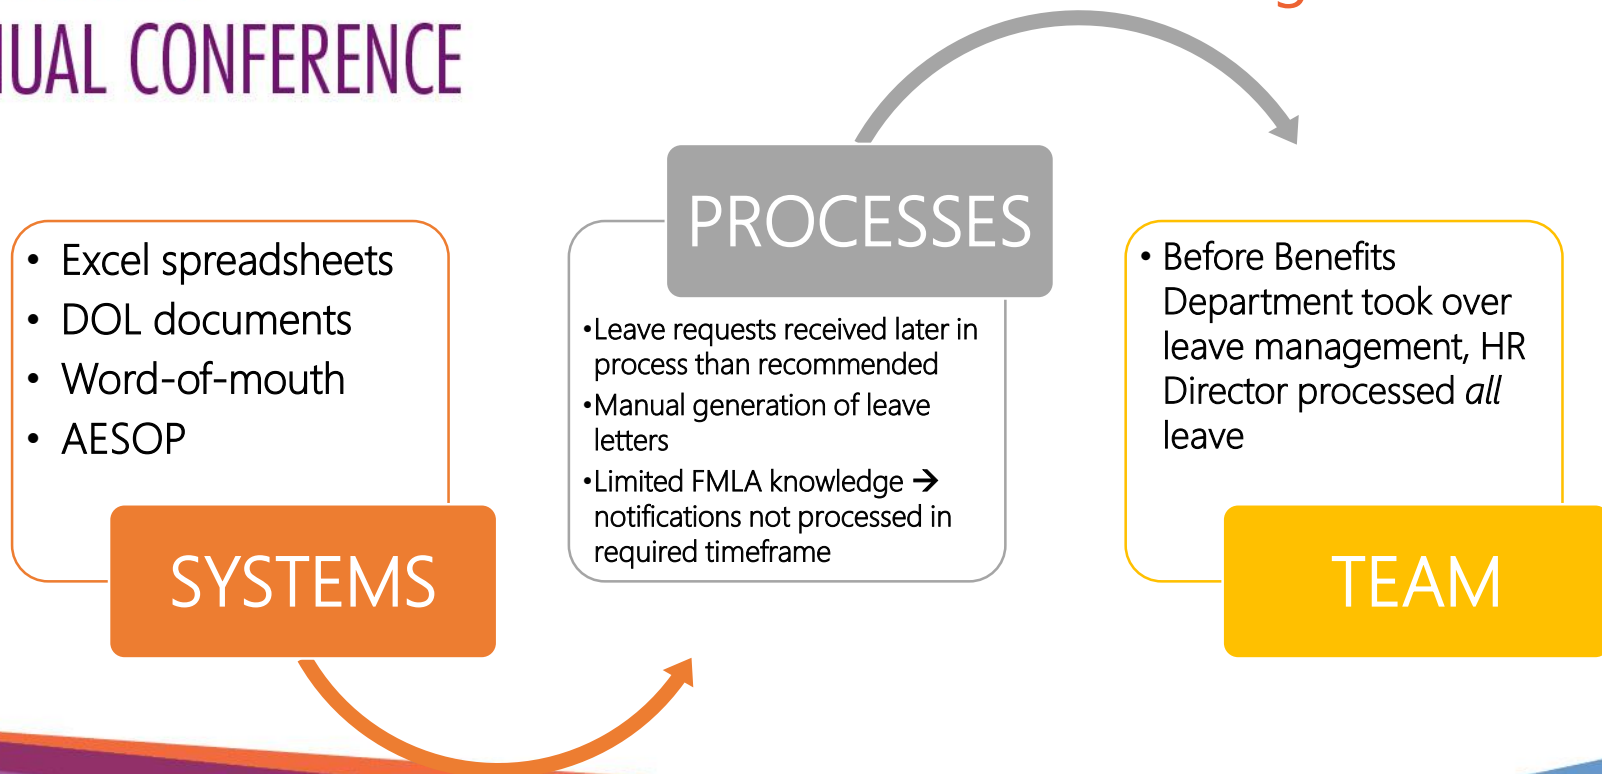 UAL CONFERENCE
• Excel spreadsheets
• DOL documents
• Word-of-mouth
• AESOP
SYSTEMS
PROCESSES
•Leave requests received later in
process than recommended
•Manual generation of leave
letters
•Limited FMLA knowledge →
notifications not processed in
required timeframe
• Before Benefits
Department took over
leave management, HR
Director processed all
leave
TEAM